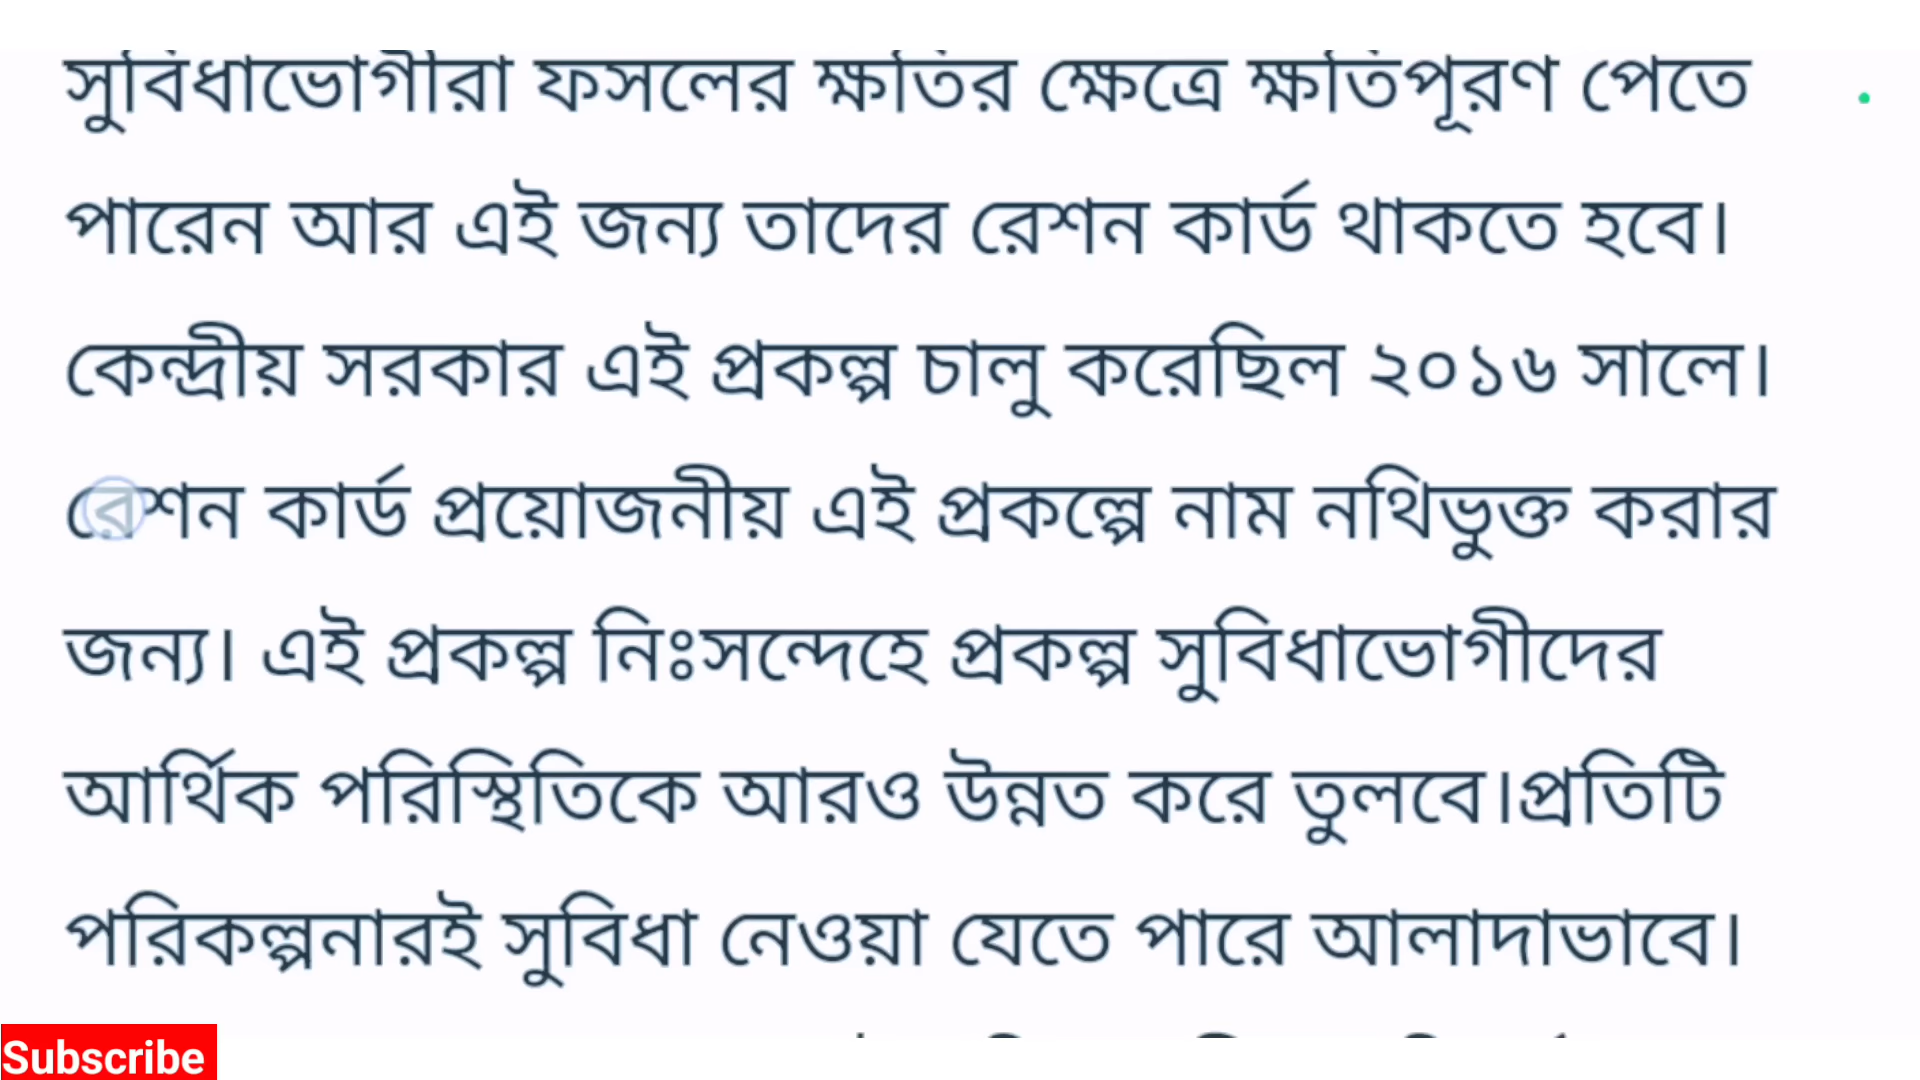 সুবিধাভোগীরা ফসলের ক্ষতির ক্ষেত্রে ক্ষতিপূরণ পেতে
পারেন আর এই জন্য তাদের রেশন কার্ড থাকতে হবে।
কেন্দ্রীয় সরকার এই প্রকল্প চালু করেছিল ২০১৬ সালে।
রেশন কার্ড প্রয়োজনীয় এই প্রকল্পে নাম নথিভুক্ত করার
জন্য। এই প্রকল্প নিঃসন্দেহে প্রকল্প সুবিধাভোগীদের
আর্থিক পরিস্থিতিকে আরও উন্নত করে তুলবে।প্রতিটি
পরিকল্পনারই সুবিধা নেওয়া যেতে পারে আলাদাভাবে।
Subscribe